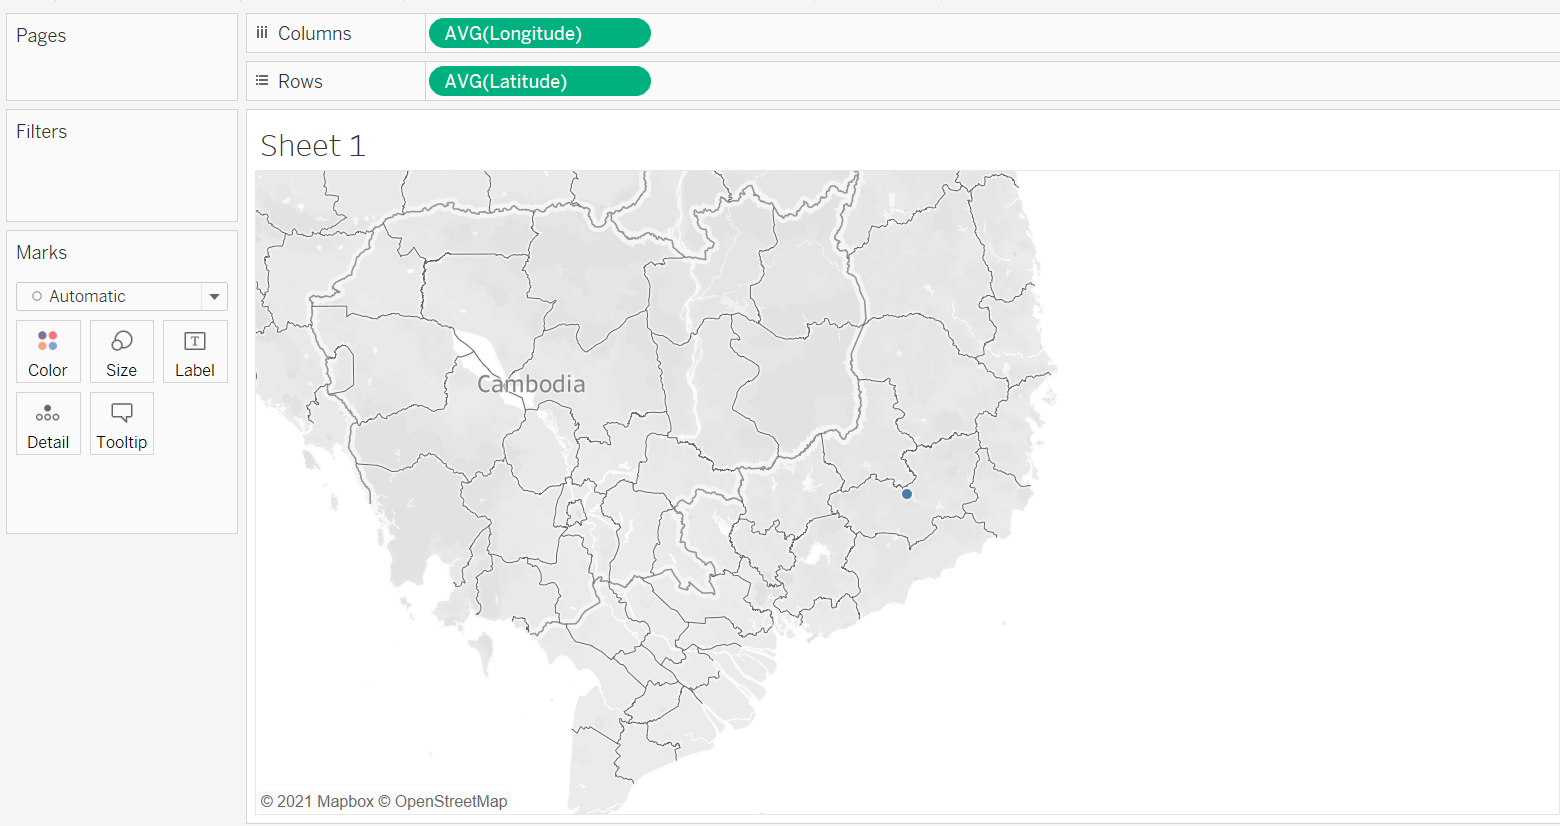 Pages
Columns
AVG(Longitude)
Rows
AVG(Latitude)
Filters
Sheet 1
Marks
Automatic
Color
Size
T
Label
Detail
Tooltip
Cambodia
© 2021 Mapbox © OpenStreetMap